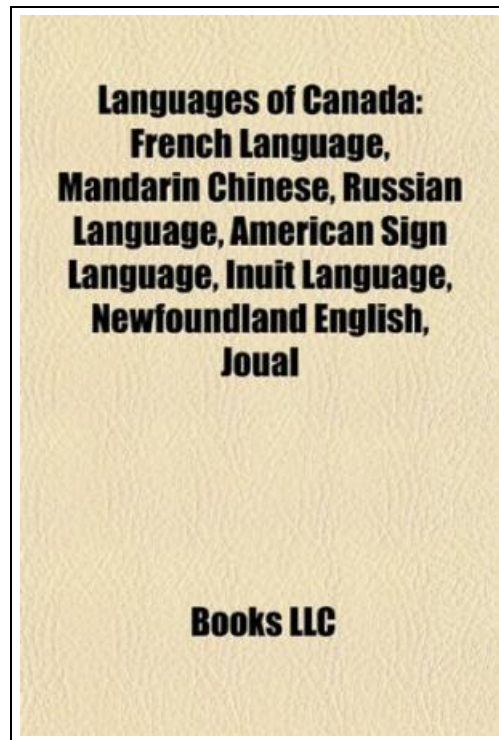 Languages of Canada:
French Language,
Mandarin Chinese, Russian
Language, American Sign
Language, Inuit Language,
Newfoundland English,
Joual
Books LLC